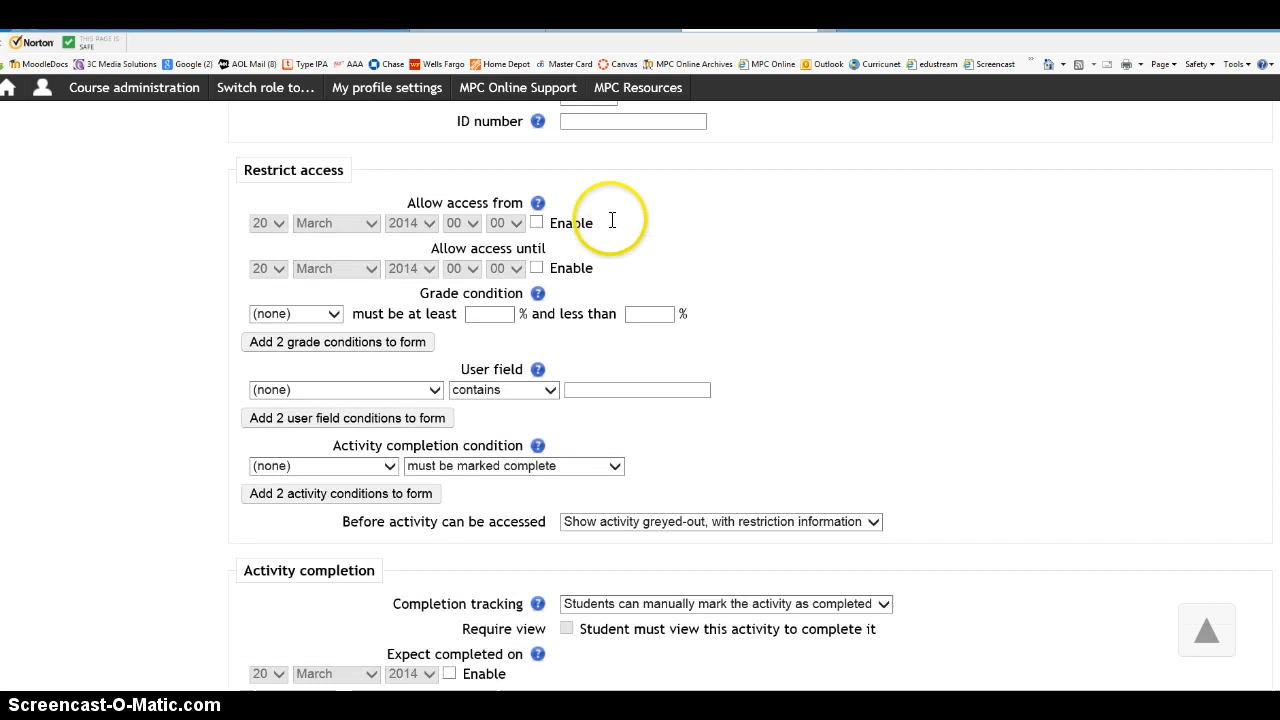 Norton THIS PAGE IS SAFE
MoodleDocs 3C Media Solutions Google (2) AOL Mail (8) Type IPA AAA Chase Wells Fargo Home Depot Master Card Canvas MPC Online Archives MPC Online Outlook Curricunet edustream Screencast » Page Safety Tools
Course administration Switch role to... My profile settings MPC Online Support MPC Resources
ID number ?
Restrict access
Allow access from ?
20 March 2014 00 00 Enable
Allow access until
20 March 2014 00 00 Enable
Grade condition ?
(none) must be at least % and less than %
Add 2 grade conditions to form
User field ?
(none) contains
Add 2 user field conditions to form
Activity completion condition ?
(none) must be marked complete
Add 2 activity conditions to form
Before activity can be accessed Show activity greyed-out, with restriction information
Activity completion
Completion tracking ? Students can manually mark the activity as completed
Require view Student must view this activity to complete it
Expect completed on ?
20 March 2014 Enable
Screencast-O-Matic.com